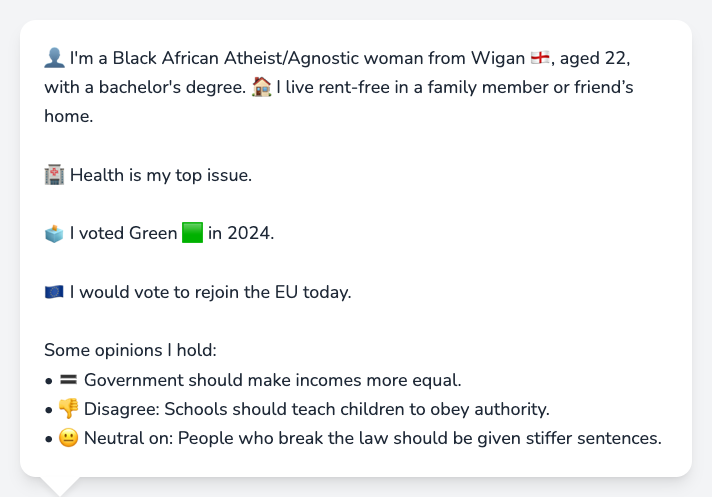 👤 I'm a Black African Atheist/Agnostic woman from Wigan 🏴󠁧󠁢󠁥󠁮󠁧󠁿, aged 22,
with a bachelor's degree. 🏠 I live rent-free in a family member or friend’s
home.
🏥 Health is my top issue.
🗳️ I voted Green 🟩 in 2024.
🇪🇺 I would vote to rejoin the EU today.
Some opinions I hold:
• 🟰 Government should make incomes more equal.
• 👎 Disagree: Schools should teach children to obey authority.
• 😐 Neutral on: People who break the law should be given stiffer sentences.